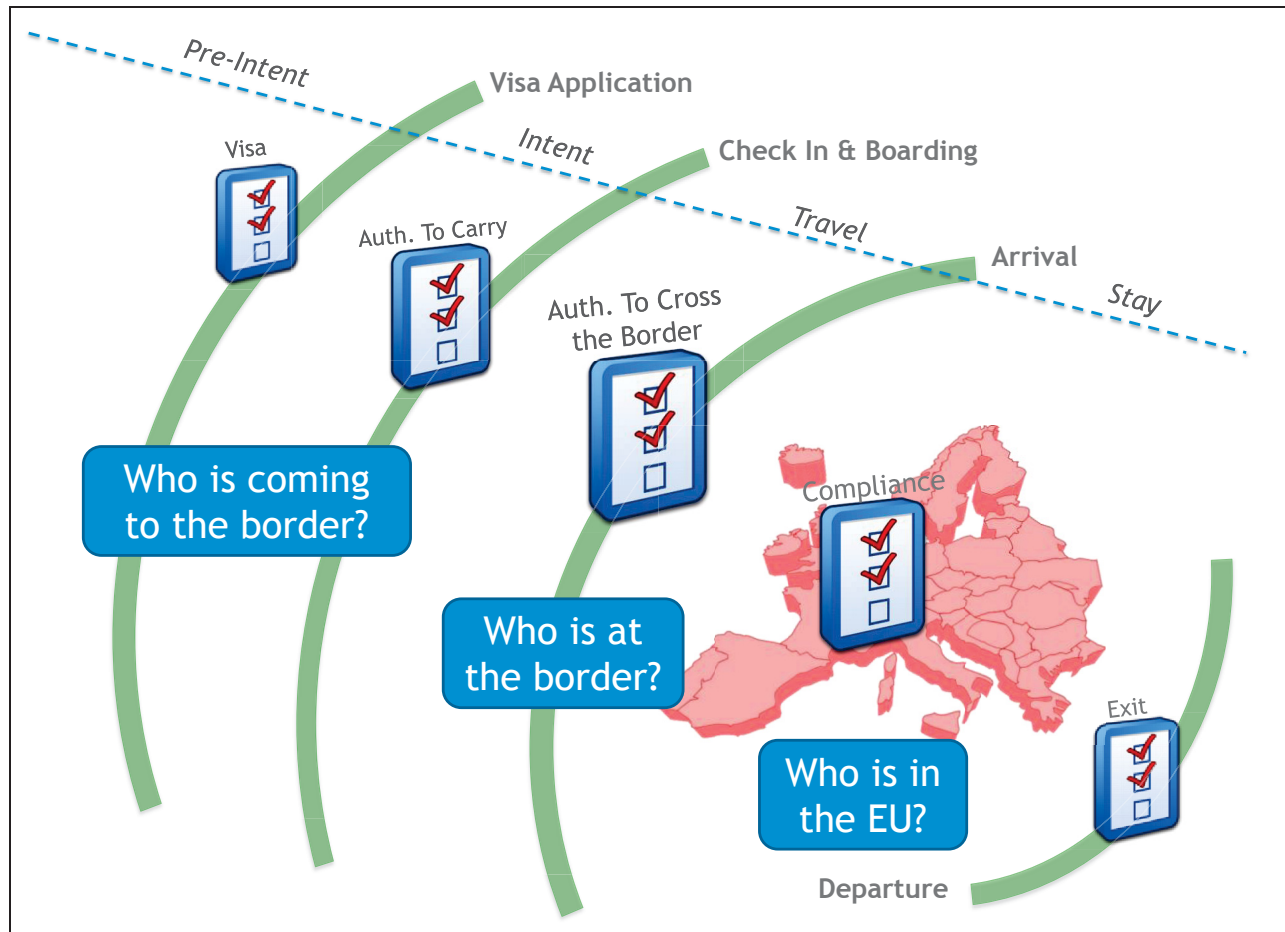 Pre-Intent
Visa Application
Visa
Intent
Check In & Boarding
Auth. To Carry
Travel
Arrival
Auth. To Cross
the Border
Stay
Who is coming
to the border?
Compliance
Who is at
the border?
Exit
Who is in
the EU?
Departure